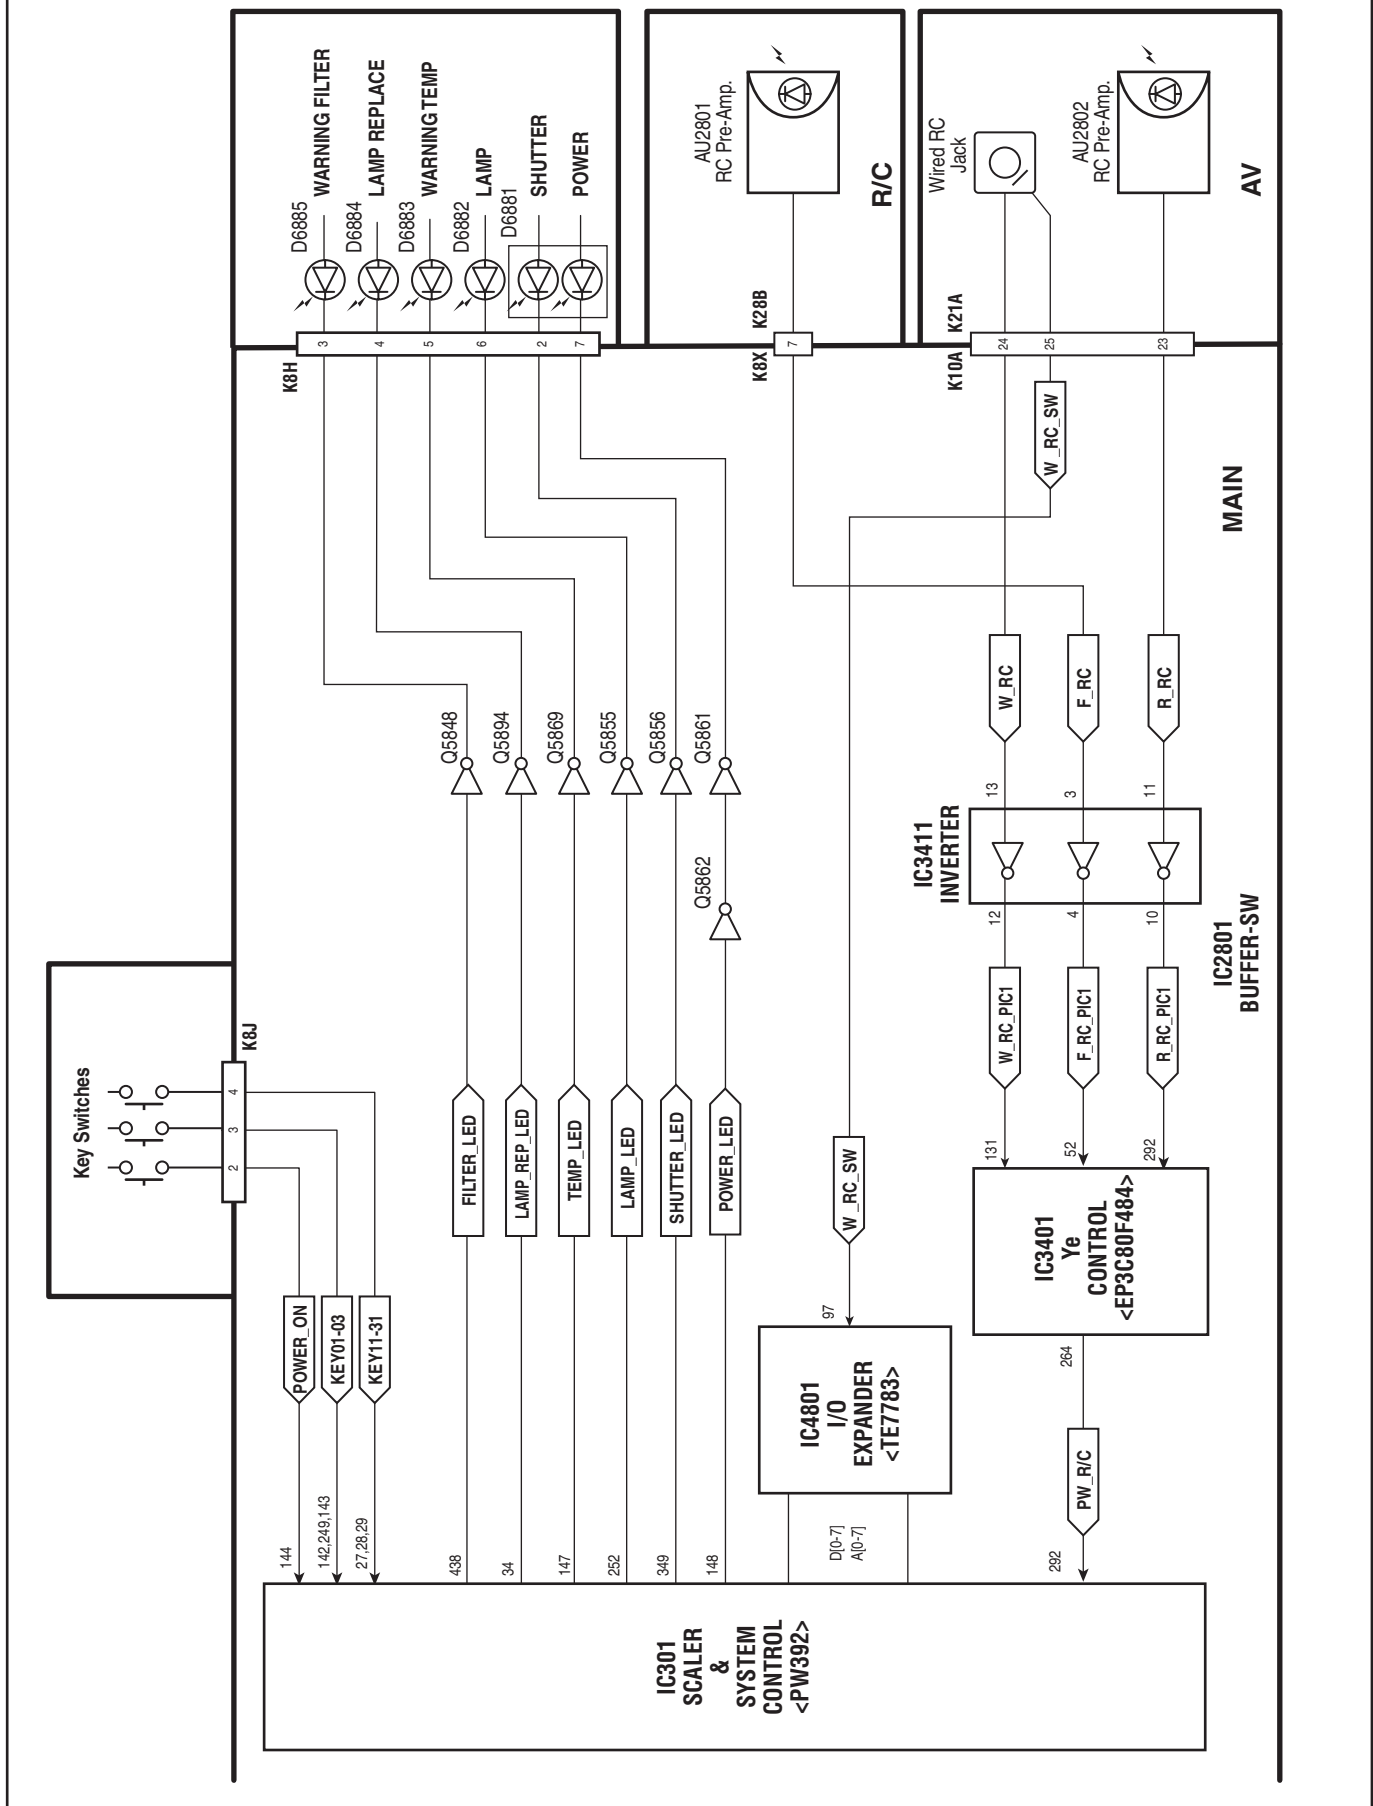 Key Switches
K8J
2
3
4
POWER_ON
KEY01-03
KEY11-31
144
142,249,143
27,28,29
D6885
WARNING FILTER
D6884
LAMP REPLACE
D6883
WARNING TEMP
D6882
LAMP
D6881
SHUTTER
POWER
K8H
3
4
5
6
2
7
Q5848
Q5894
Q5869
Q5855
Q5856
Q5861
Q5862
FILTER_LED
LAMP_REP_LED
TEMP_LED
LAMP_LED
SHUTTER_LED
POWER_LED
438
34
147
252
349
148
AU2801
RC Pre-Amp.
R/C
K28B
K8X
7
Wired RC
Jack
AU2802
RC Pre-Amp.
AV
K21A
K10A
24
25
23
W_RC_SW
MAIN
W_RC
F_RC
R_RC
13
3
11
IC3411
INVERTER
12
4
10
IC2801
BUFFER-SW
W_RC_PIC1
F_RC_PIC1
R_RC_PIC1
131
52
292
W_RC_SW
97
IC4801
I/O
EXPANDER
<TE7783>
D[0-7]
A[0-7]
IC3401
Ye
CONTROL
<EP3C80F484>
264
PW_R/C
292
IC301
SCALER
&
SYSTEM
CONTROL
<PW392>